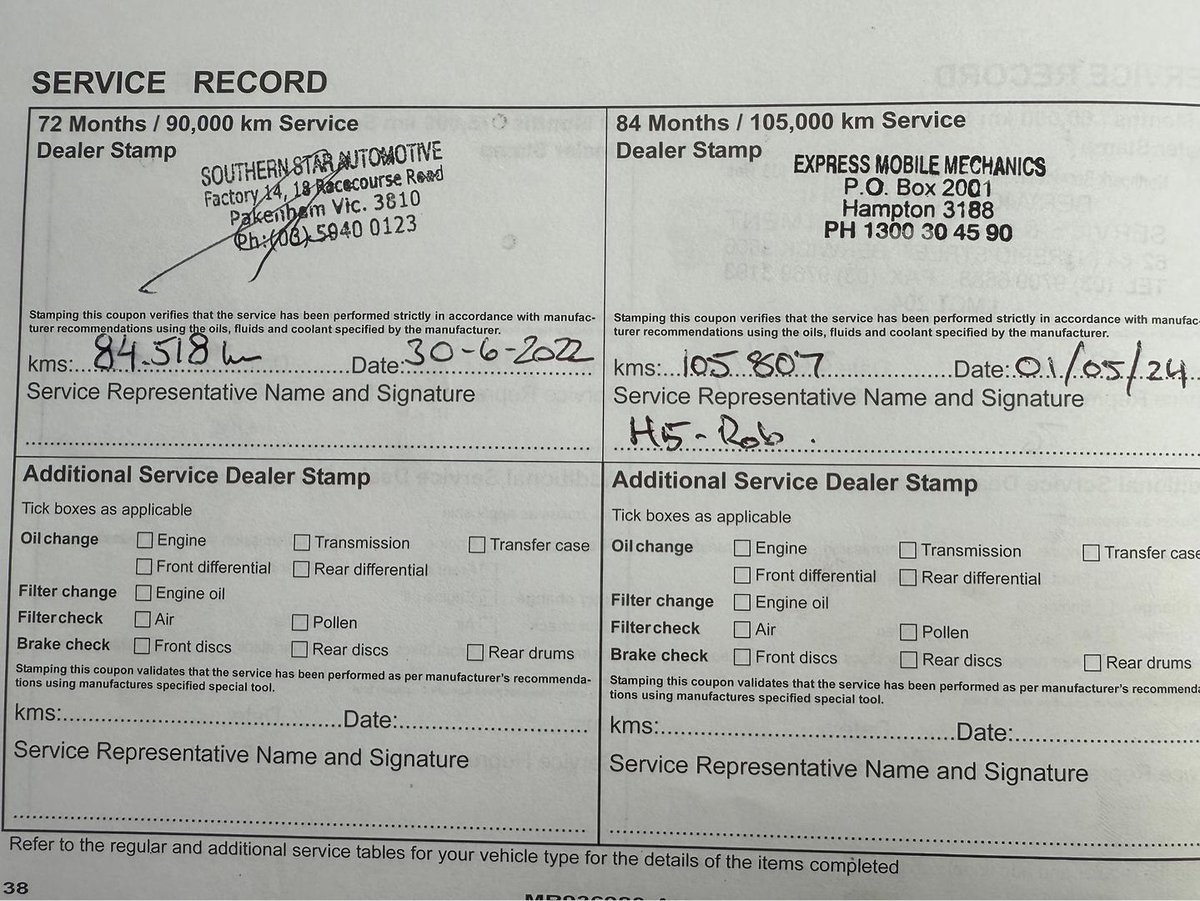 SERVICE RECORD
72 Months / 90,000 km Service
Dealer Stamp
SOUTHERN STAR AUTOMOTIVE
Factory 14, 18 Racecourse Road
Pakenham Vic. 3810
Ph: (03) 5940 0123
Stamping this coupon verifies that the service has been performed strictly in accordance with manufac-
turer recommendations using the oils, fluids and coolant specified by the manufacturer.
kms: 84.518 Date: 30-6-2022
Service Representative Name and Signature
Additional Service Dealer Stamp
Tick boxes as applicable
Oil change Engine Transmission Transfer case
Front differential Rear differential
Filter change Engine oil
Filter check Air Pollen
Brake check Front discs Rear discs Rear drums
Stamping this coupon validates that the service has been performed as per manufacturer's recommenda-
tions using manufactures specified special tool.
kms: Date:
Service Representative Name and Signature
84 Months / 105,000 km Service
Dealer Stamp
EXPRESS MOBILE MECHANICS
P.O. Box 2001
Hampton 3188
PH 1300 30 45 90
Stamping this coupon verifies that the service has been performed strictly in accordance with manufac-
turer recommendations using the oils, fluids and coolant specified by the manufacturer.
kms: 105 807 Date: 01/05/24
Service Representative Name and Signature
H5 - Rob.
Additional Service Dealer Stamp
Tick boxes as applicable
Oil change Engine Transmission Transfer case
Front differential Rear differential
Filter change Engine oil
Filter check Air Pollen
Brake check Front discs Rear discs Rear drums
Stamping this coupon validates that the service has been performed as per manufacturer's recommenda-
tions using manufactures specified special tool.
kms: Date:
Service Representative Name and Signature
Refer to the regular and additional service tables for your vehicle type for the details of the items completed
38